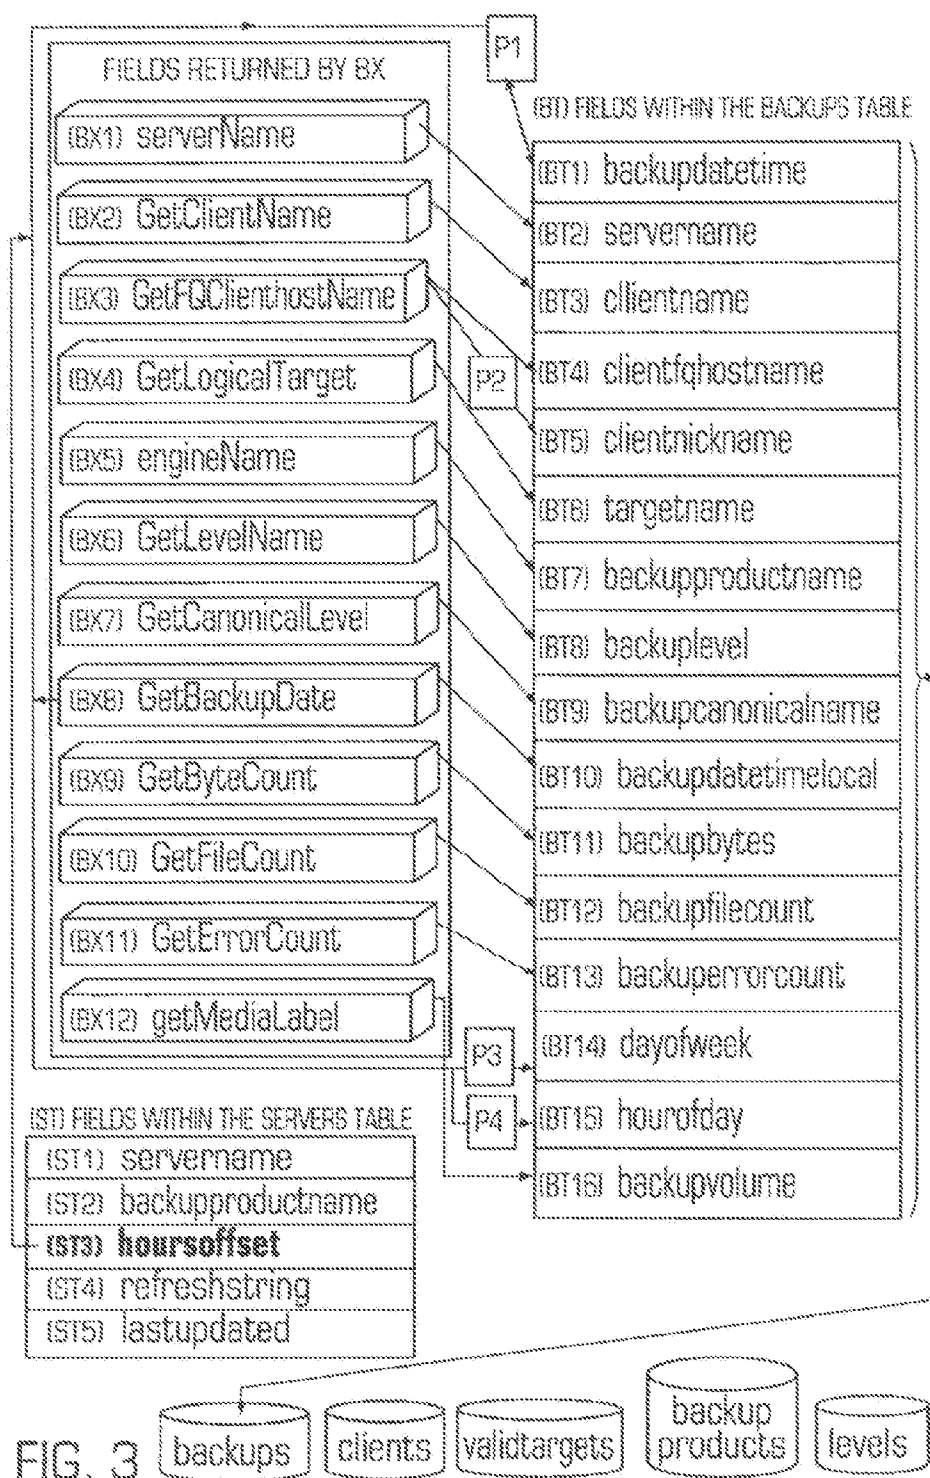 P1
FIELDS RETURNED BY BX
(BX1) serverName
(BX2) GetClientName
(BX3) GetFQClienthostName
(BX4) GetLogicalTarget
(BX5) engineName
(BX6) GetLevelName
(BX7) GetCanonicalLevel
(BX8) GetBackupDate
(BX9) GetByteCount
(BX10) GetFileCount
(BX11) GetErrorCount
(BX12) getMediaLabel
P2
P3
P4
(BT) FIELDS WITHIN THE BACKUPS TABLE
(BT1) backupdatetime
(BT2) servername
(BT3) cllientname
(BT4) clientfqhostname
(BT5) clientnickname
(BT6) targetname
(BT7) backupproductname
(BT8) backuplevel
(BT9) backupcanonicalname
(BT10) backupdatetimelocal
(BT11) backupbytes
(BT12) backupfilecount
(BT13) backuperrorcount
(BT14) dayofweek
(BT15) hourofday
(BT16) backupvolume
(ST) FIELDS WITHIN THE SERVERS TABLE
(ST1) servername
(ST2) backupproductname
(ST3) hoursoffset
(ST4) refreshstring
(ST5) lastupdated
backups
clients
validtargets
backup
products
levels
FIG. 3